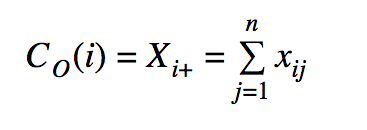 C_O(i) = X_{i+} = \sum_{j=1}^{n} x_{ij}